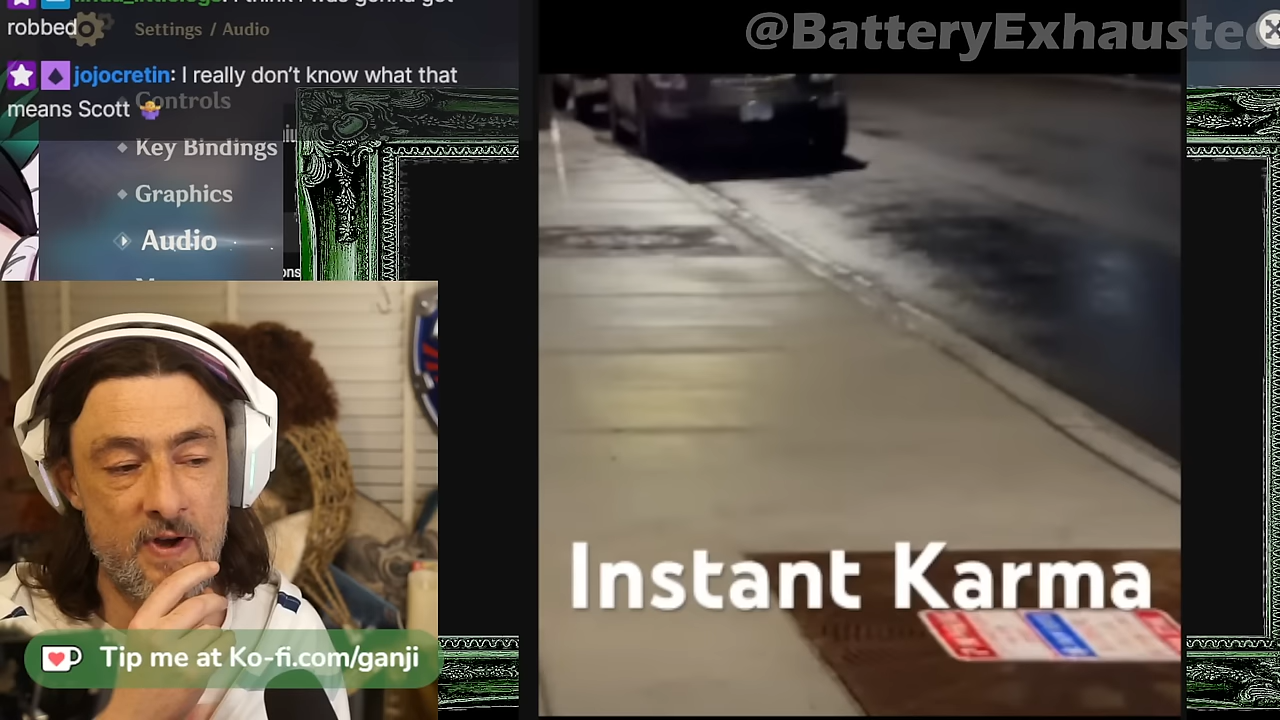 robbed
Settings / Audio
jojocretin: I really don't know what that
means Scott
Controls
Key Bindings
Graphics
Audio
@BatteryExhausted
Instant Karma
Tip me at Ko-fi.com/ganji